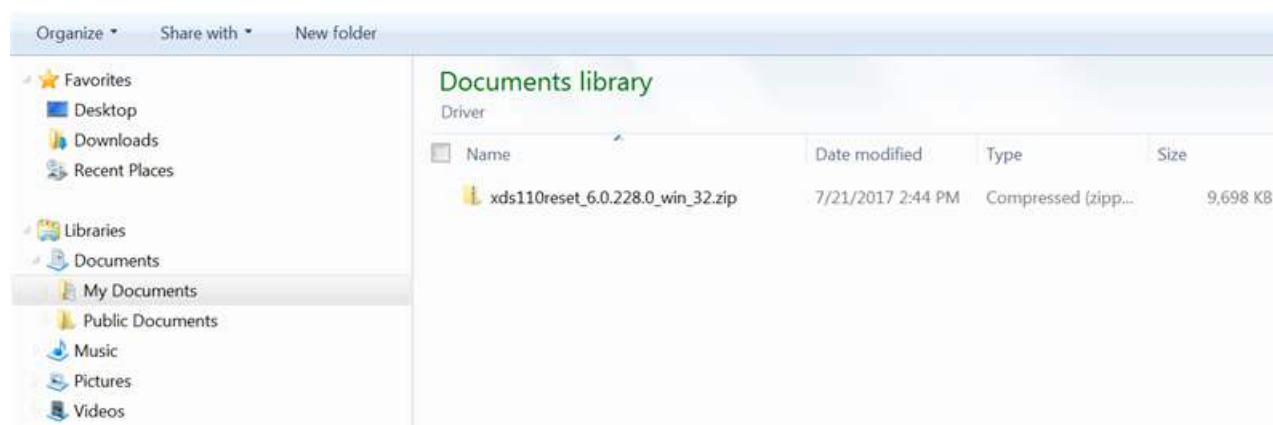 Organize Share with New folder
Favorites
Desktop
Downloads
Recent Places
Libraries
Documents
My Documents
Public Documents
Music
Pictures
Videos
Documents library
Driver
Name Date modified Type Size
xds110reset_6.0.228.0_win_32.zip 7/21/2017 2:44 PM Compressed (zipp... 9,698 KB